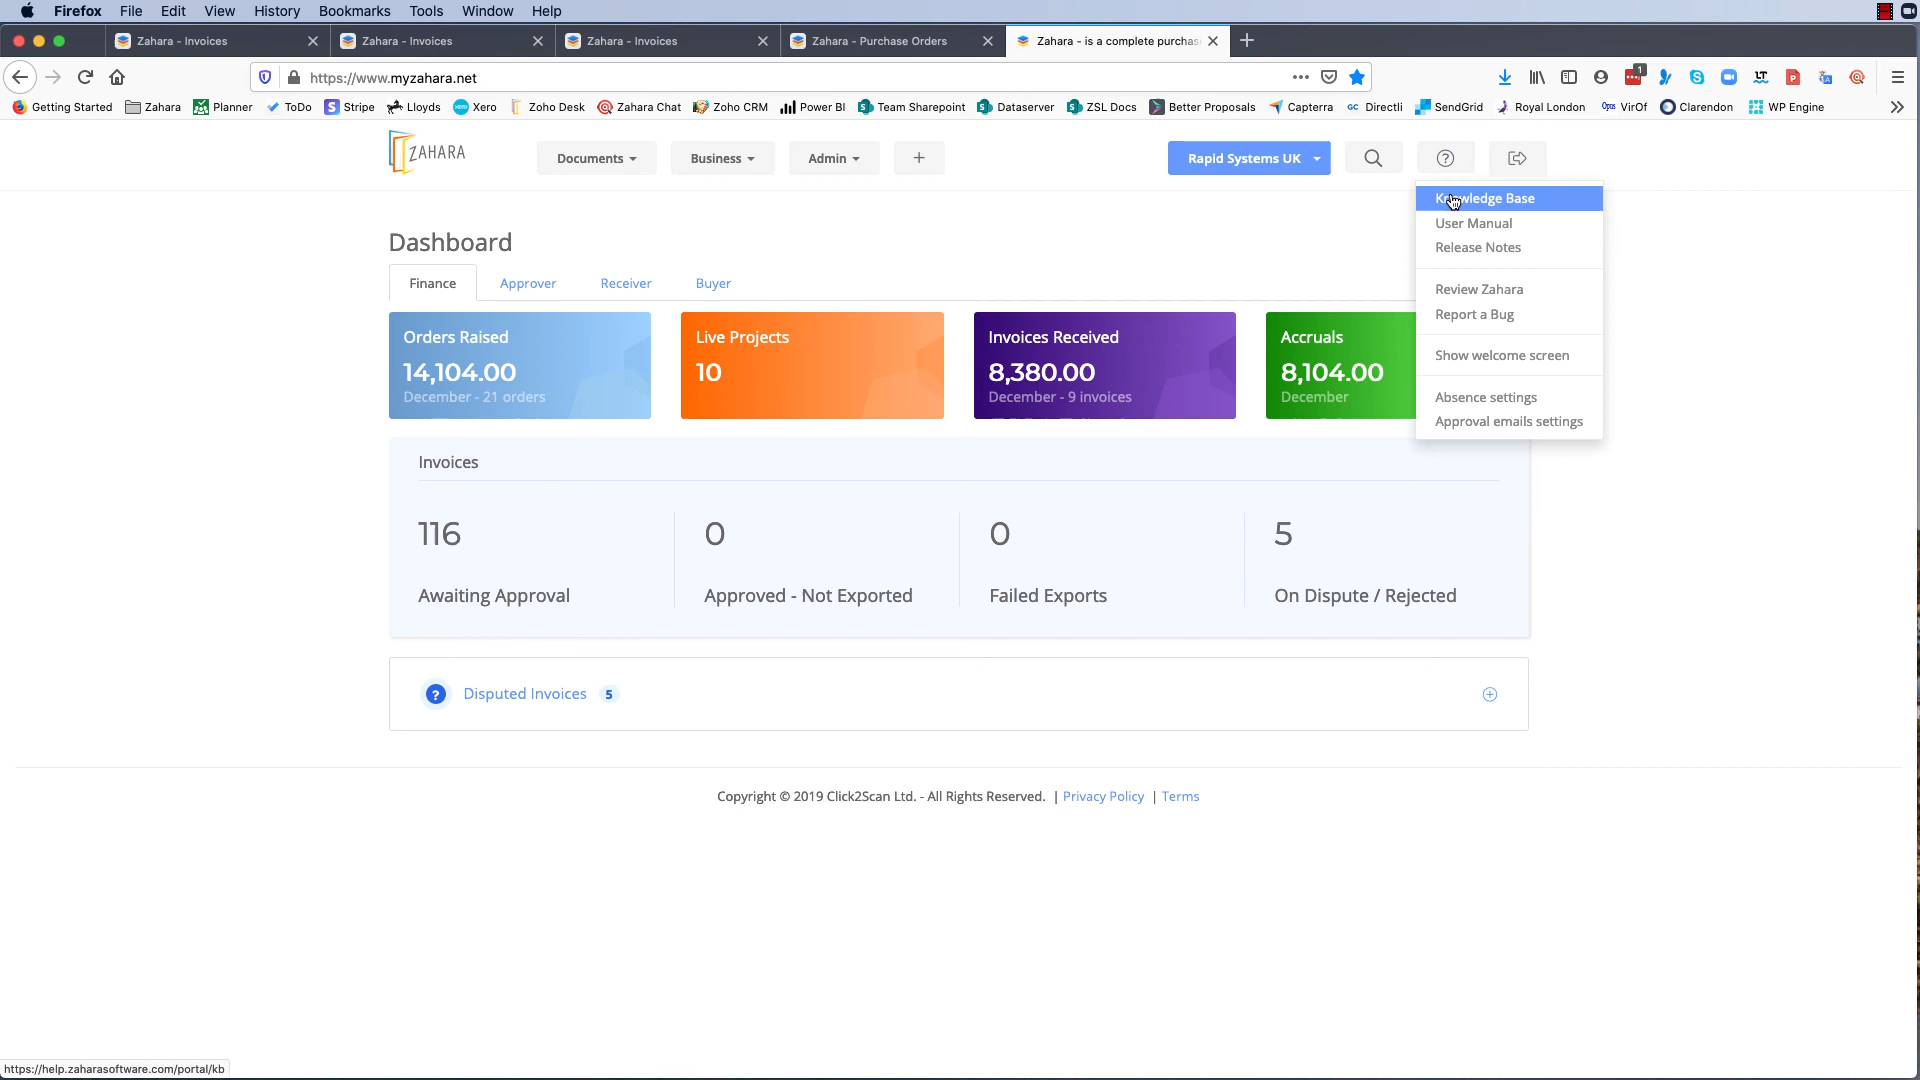 Firefox File Edit View History Bookmarks Tools Window Help
Zahara - Invoices
Zahara - Invoices
Zahara - Invoices
Zahara - Purchase Orders
Zahara - is a complete purchas
https://www.myzahara.net
1
Getting Started Zahara Planner ToDo Stripe Lloyds Xero Zoho Desk Zahara Chat Zoho CRM Power BI Team Sharepoint Dataserver ZSL Docs Better Proposals Capterra Directli SendGrid Royal London VirOf Clarendon WP Engine
ZAHARA
Documents
Business
Admin
+
Rapid Systems UK
Knowledge Base
User Manual
Release Notes
Review Zahara
Report a Bug
Show welcome screen
Absence settings
Approval emails settings
Dashboard
Finance Approver Receiver Buyer
Orders Raised
14,104.00
December - 21 orders
Live Projects
10
Invoices Received
8,380.00
December - 9 invoices
Accruals
8,104.00
December
Invoices
116 0 0 5
Awaiting Approval Approved - Not Exported Failed Exports On Dispute / Rejected
? Disputed Invoices 5
Copyright © 2019 Click2Scan Ltd. - All Rights Reserved. | Privacy Policy | Terms
https://help.zaharasoftware.com/portal/kb